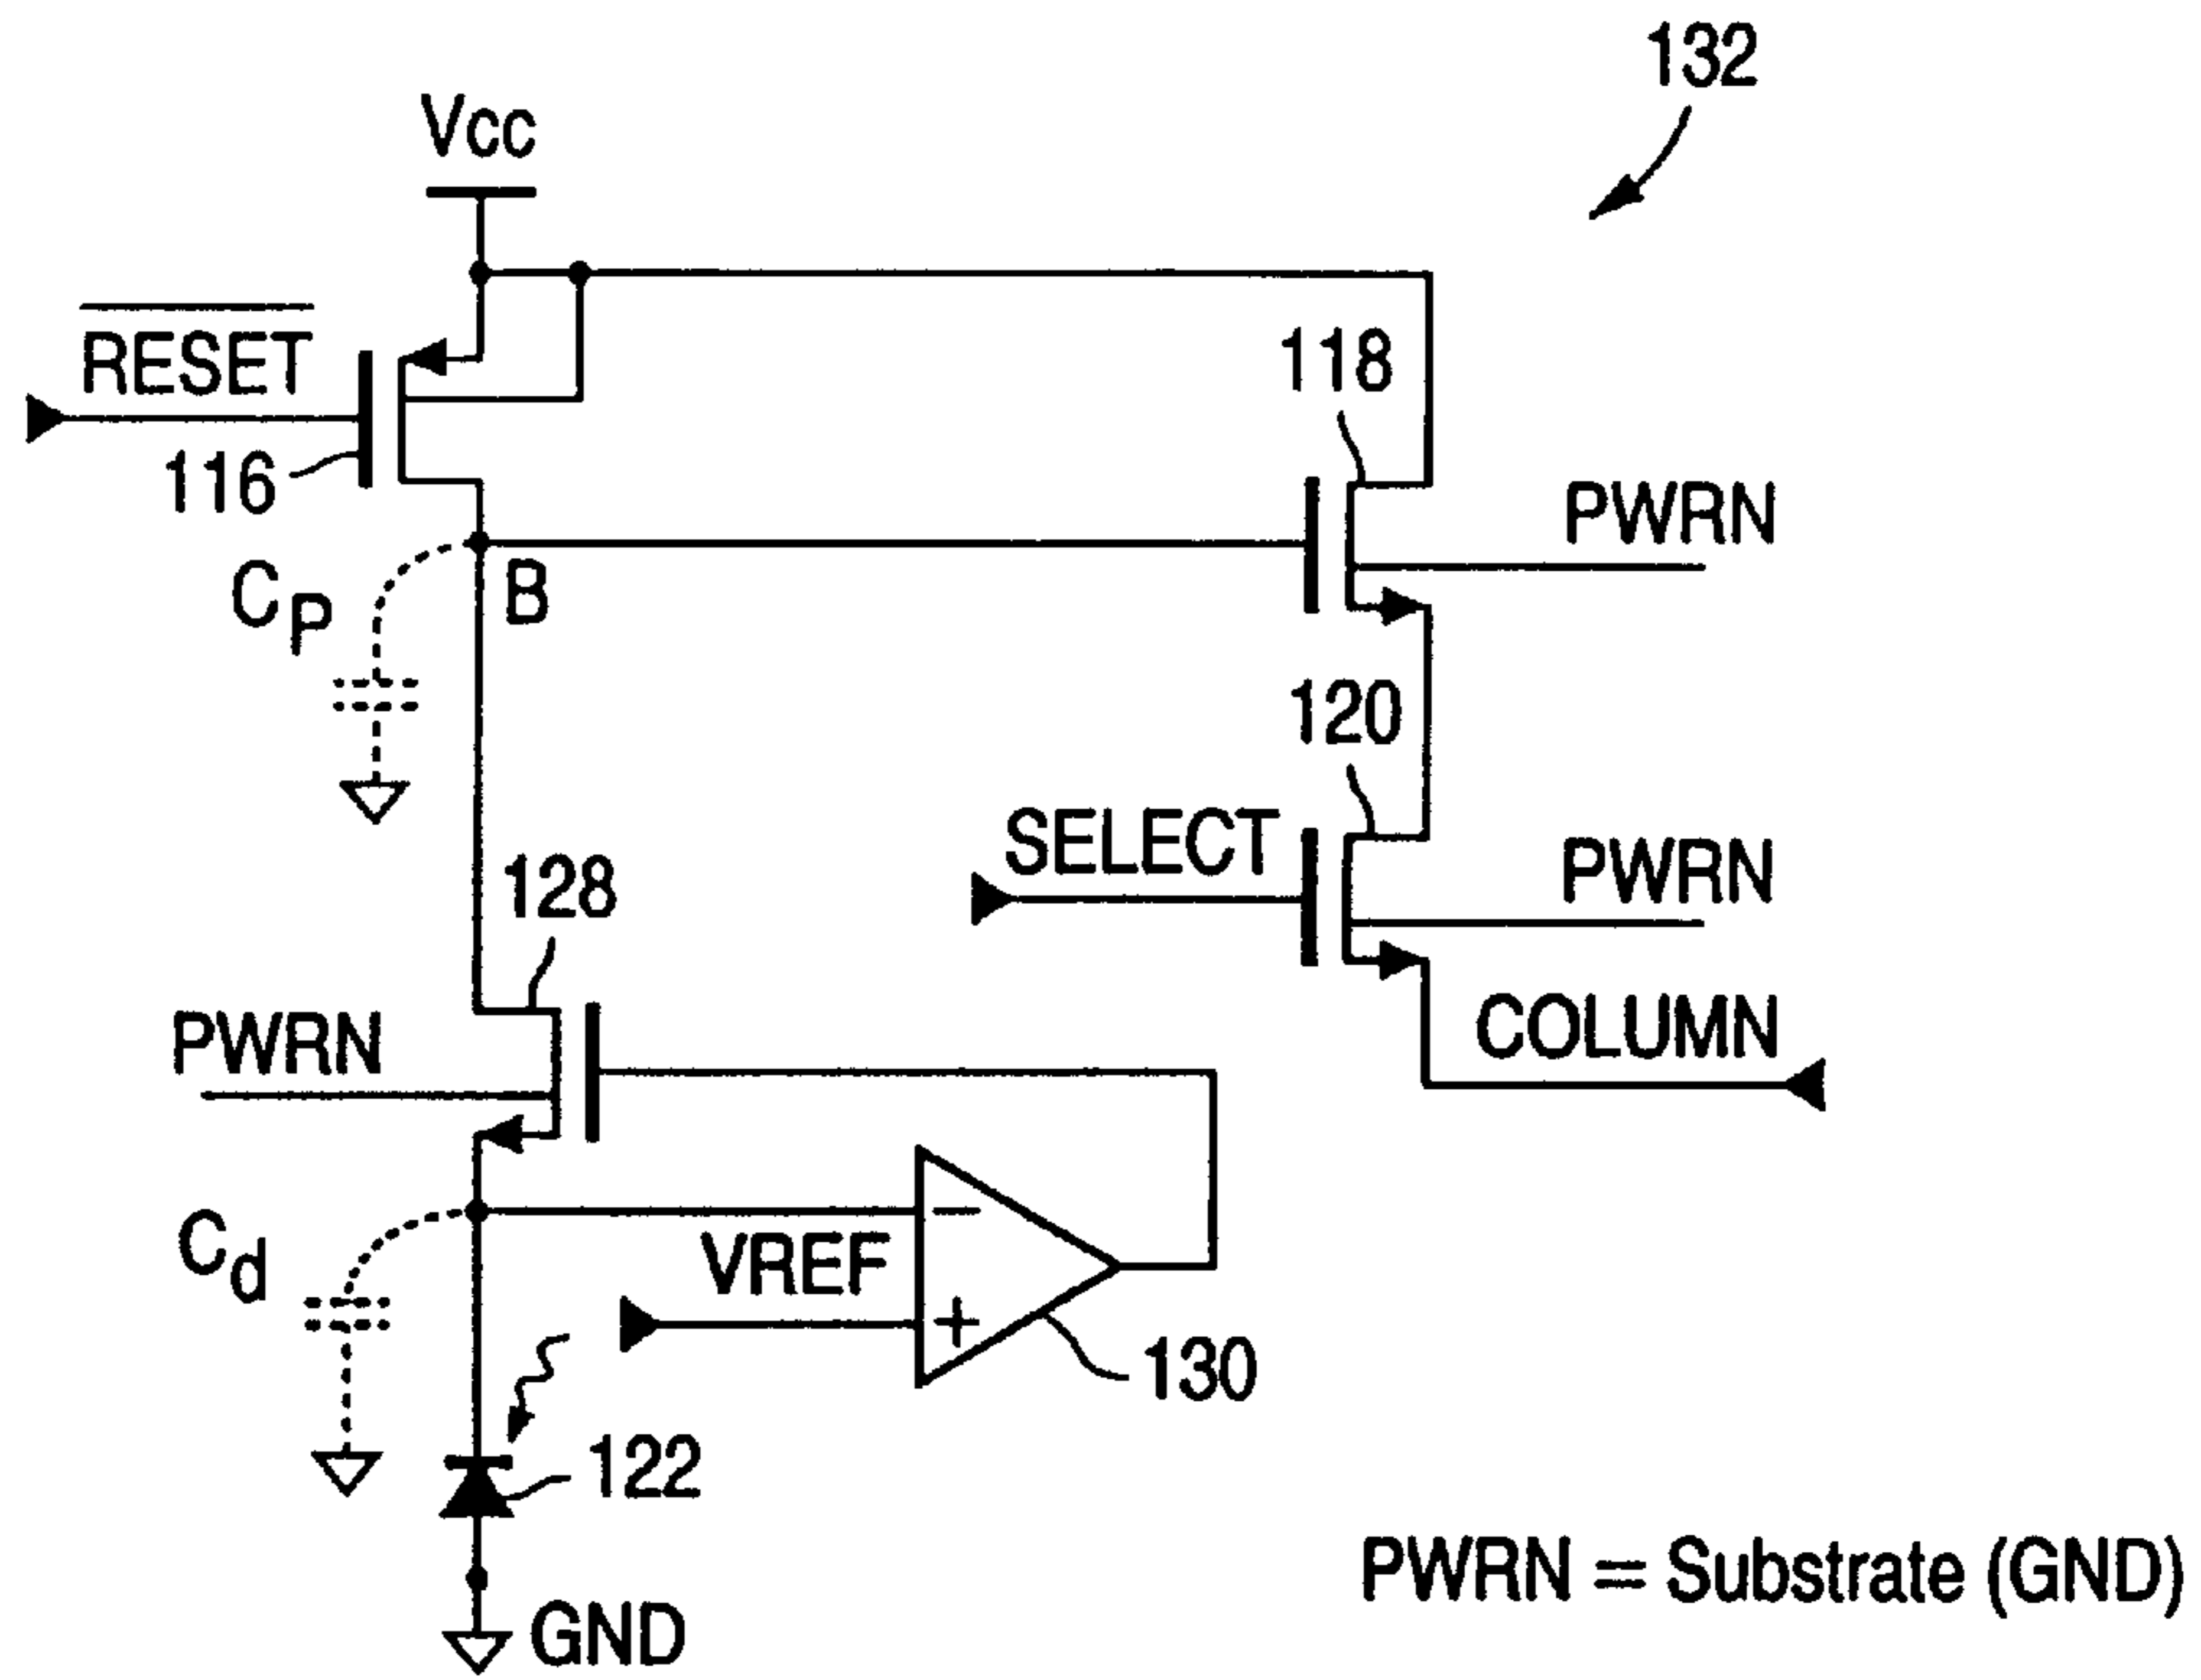 132
Vcc
RESET
118
116
PWRN
CP
B
120
SELECT
PWRN
128
COLUMN
PWRN
Cd
VREF
−
+
130
122
PWRN = Substrate (GND)
GND